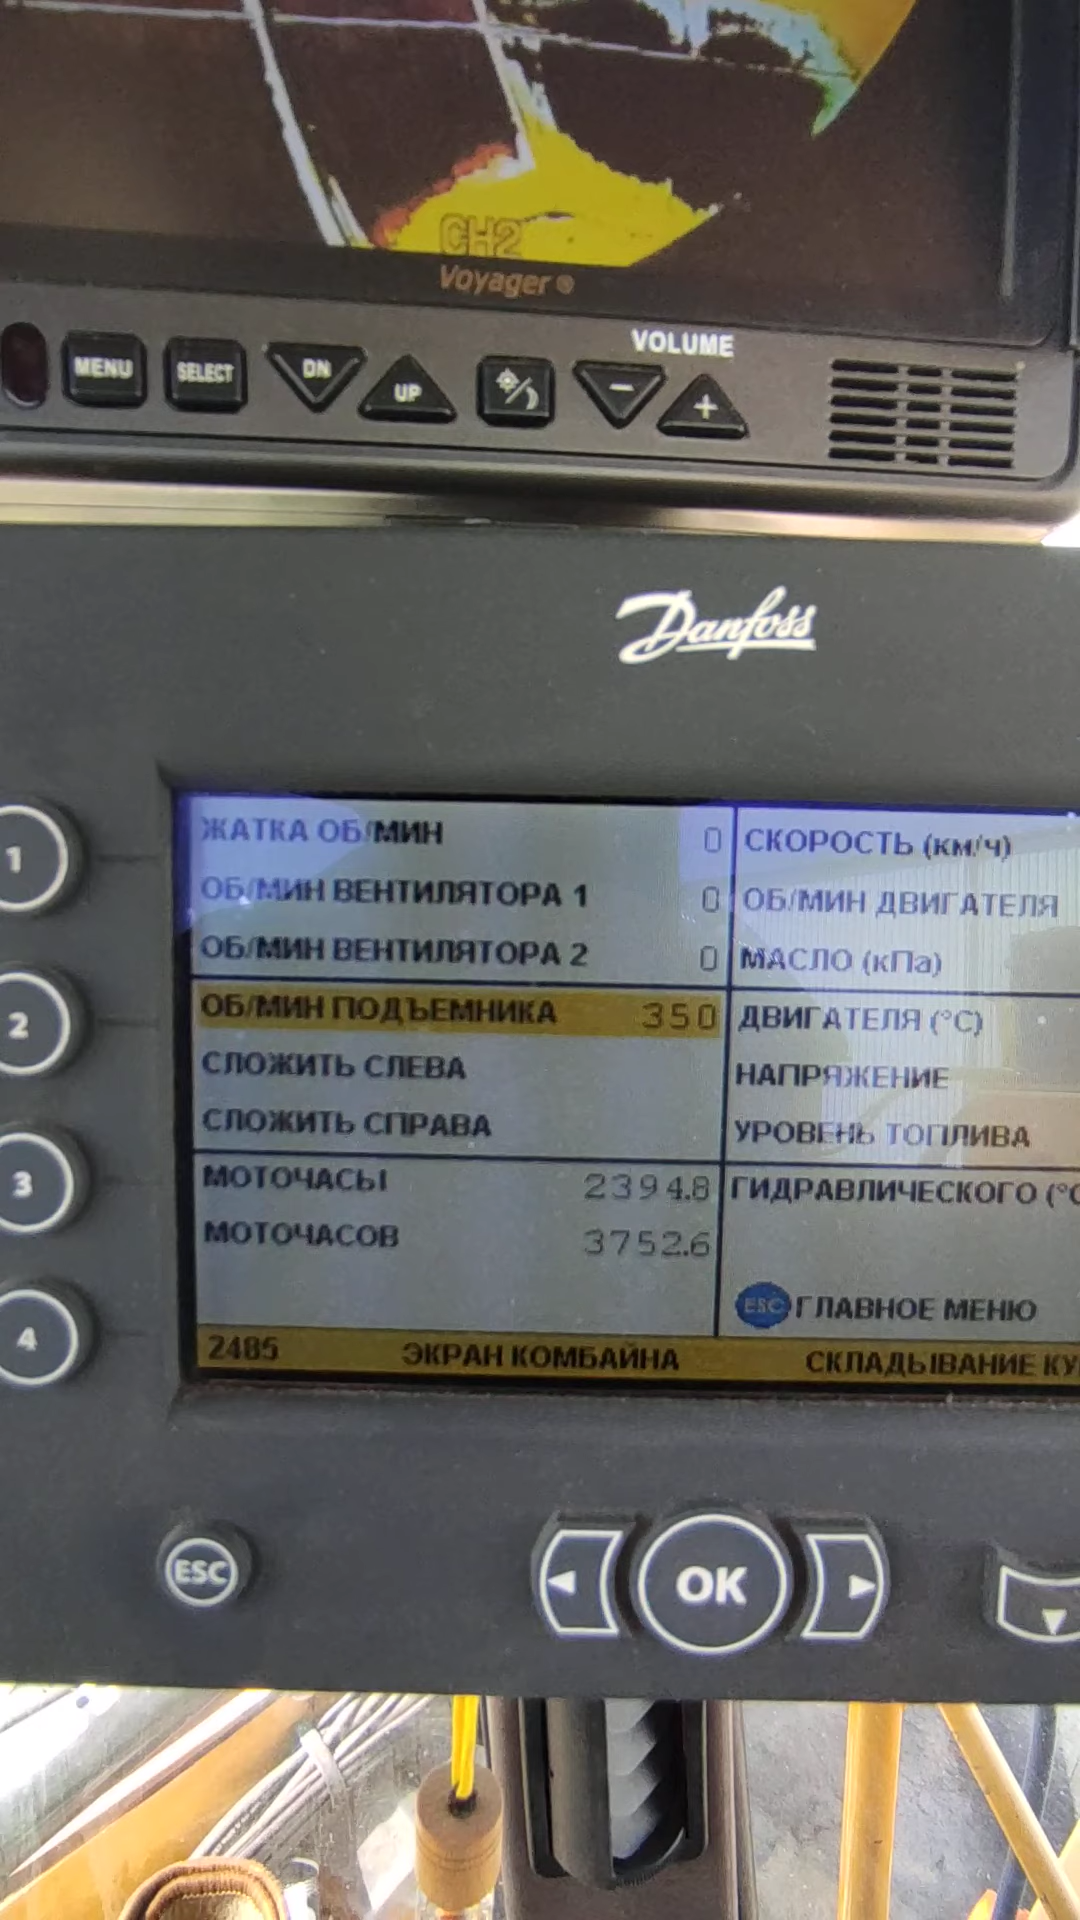 CH2
Voyager ®
VOLUME
MENU SELECT DN UP - +
Danfoss
ЖАТКА ОБ/МИН 0
ОБ/МИН ВЕНТИЛЯТОРА 1 0
ОБ/МИН ВЕНТИЛЯТОРА 2 0
ОБ/МИН ПОДЪЕМНИКА 350
СЛОЖИТЬ СЛЕВА
СЛОЖИТЬ СПРАВА
МОТОЧАСЫ 2394.8
МОТОЧАСОВ 3752.6
СКОРОСТЬ (км/ч)
ОБ/МИН ДВИГАТЕЛЯ
МАСЛО (кПа)
ДВИГАТЕЛЯ (°C)
НАПРЯЖЕНИЕ
УРОВЕНЬ ТОПЛИВА
ГИДРАВЛИЧЕСКОГО (°C
ESC ГЛАВНОЕ МЕНЮ
2485 ЭКРАН КОМБАЙНА СКЛАДЫВАНИЕ КУ
1
2
3
4
ESC OK